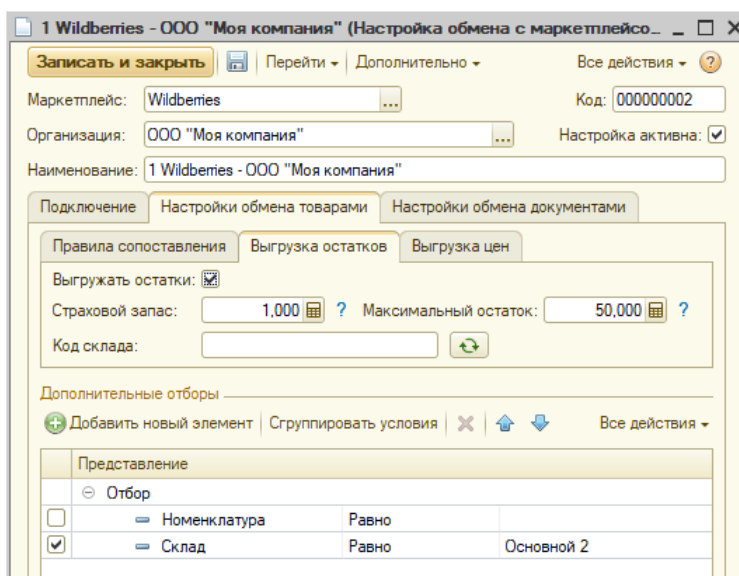 1 Wildberries - ООО "Моя компания" (Настройка обмена с маркетплейсо...
Записать и закрыть Перейти Дополнительно Все действия ?
Маркетплейс: Wildberries ... Код: 000000002
Организация: ООО "Моя компания" ... Настройка активна:
Наименование: 1 Wildberries - ООО "Моя компания"
Подключение Настройки обмена товарами Настройки обмена документами
Правила сопоставления Выгрузка остатков Выгрузка цен
Выгружать остатки:
Страховой запас: 1,000 ? Максимальный остаток: 50,000 ?
Код склада:
Дополнительные отборы
Добавить новый элемент Сгруппировать условия Все действия
Представление
Отбор
Номенклатура Равно
Склад Равно Основной 2